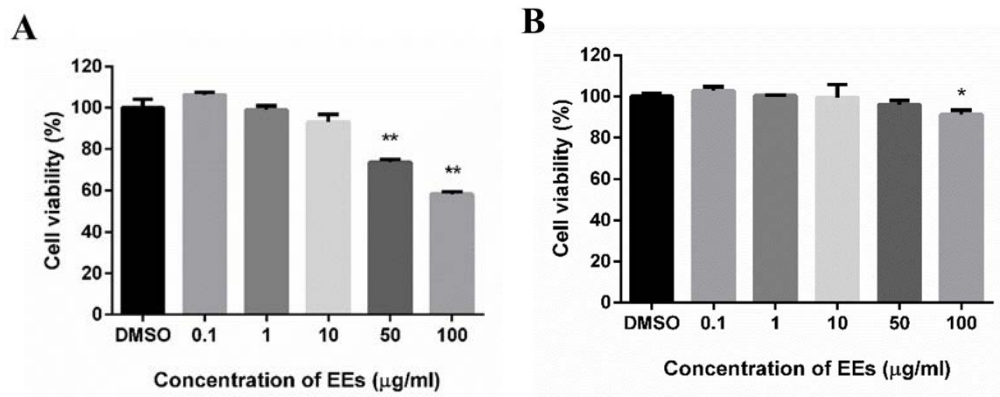 A
Cell viability (%)
120
100
80
60
40
20
0
**
**
DMSO 0.1 1 10 50 100
Concentration of EEs (μg/ml)
B
Cell viability (%)
120
100
80
60
40
20
0
*
DMSO 0.1 1 10 50 100
Concentration of EEs (μg/ml)